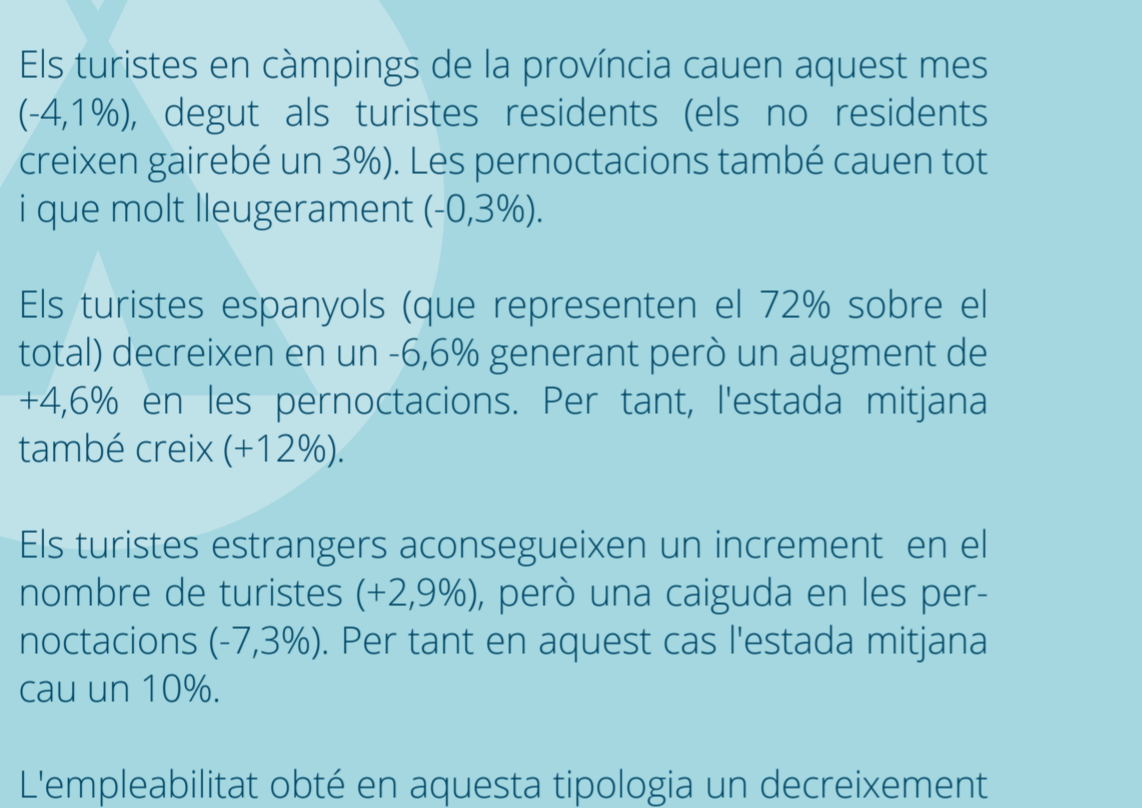 Els turistes en càmpings de la província cauen aquest mes
(-4,1%), degut als turistes residents (els no residents
creixen gairebé un 3%). Les pernoctacions també cauen tot
i que molt lleugerament (-0,3%).
Els turistes espanyols (que representen el 72% sobre el
total) decreixen en un -6,6% generant però un augment de
+4,6% en les pernoctacions. Per tant, l'estada mitjana
també creix (+12%).
Els turistes estrangers aconsegueixen un increment en el
nombre de turistes (+2,9%), però una caiguda en les per-
noctacions (-7,3%). Per tant en aquest cas l'estada mitjana
cau un 10%.
L'empleabilitat obté en aquesta tipologia un decreixement